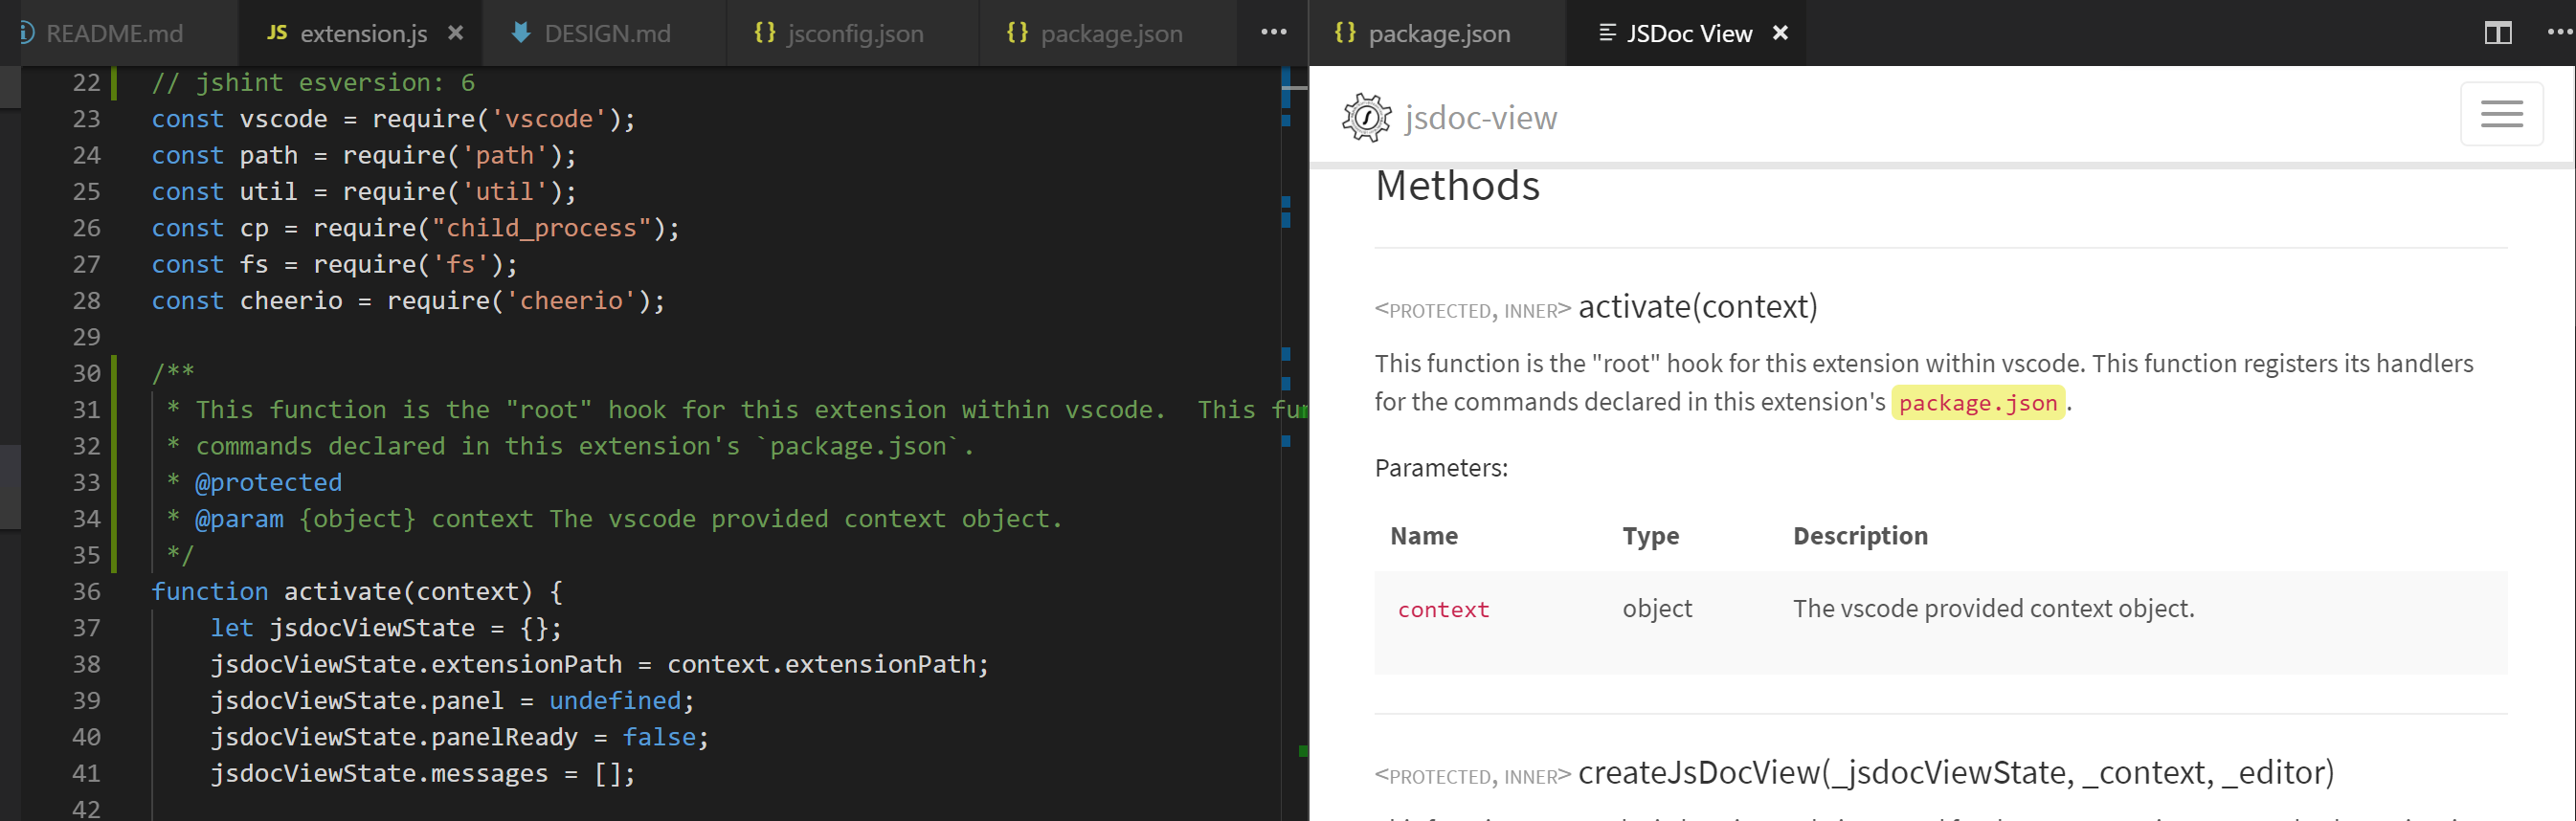 README.md
JS extension.js ×
DESIGN.md
{} jsconfig.json
{} package.json
...
{} package.json
JSDoc View ×
...
22 // jshint esversion: 6
23 const vscode = require('vscode');
24 const path = require('path');
25 const util = require('util');
26 const cp = require("child_process");
27 const fs = require('fs');
28 const cheerio = require('cheerio');
29
30 /**
31 * This function is the "root" hook for this extension within vscode.  This fur
32 * commands declared in this extension's `package.json`.
33 * @protected
34 * @param {object} context The vscode provided context object.
35 */
36 function activate(context) {
37 let jsdocViewState = {};
38 jsdocViewState.extensionPath = context.extensionPath;
39 jsdocViewState.panel = undefined;
40 jsdocViewState.panelReady = false;
41 jsdocViewState.messages = [];
42
jsdoc-view
Methods
<PROTECTED, INNER> activate(context)
This function is the "root" hook for this extension within vscode. This function registers its handlers
for the commands declared in this extension's package.json.
Parameters:
Name Type Description
context object The vscode provided context object.
<PROTECTED, INNER> createJsDocView(_jsdocViewState, _context, _editor)